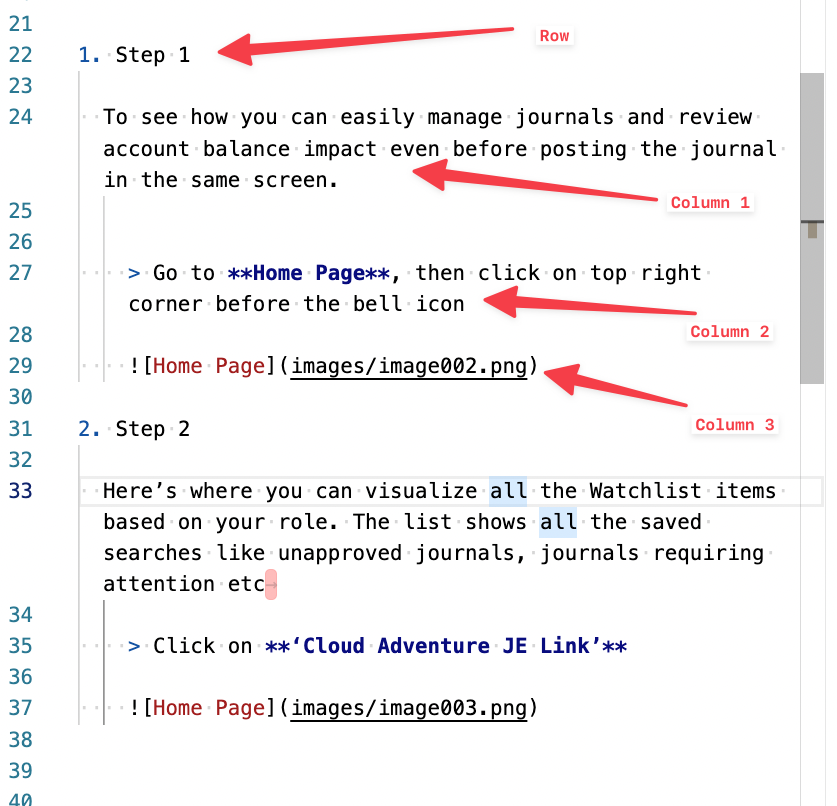 21
22 1. Step 1
Row
23
24 To see how you can easily manage journals and review
account balance impact even before posting the journal
in the same screen.
Column 1
25
26
27 > Go to **Home Page**, then click on top right
corner before the bell icon
Column 2
28
29 ![Home Page](images/image002.png)
30
Column 3
31 2. Step 2
32
33 Here’s where you can visualize all the Watchlist items
based on your role. The list shows all the saved
searches like unapproved journals, journals requiring
attention etc
34
35 > Click on **‘Cloud Adventure JE Link’**
36
37 ![Home Page](images/image003.png)
38
39
40